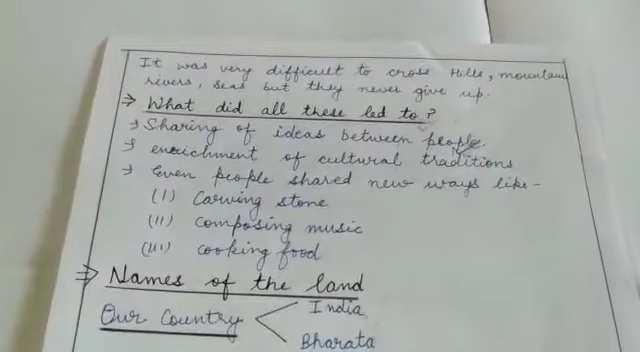 It was very difficult to cross Hills, mountain
rivers, seas but they never give up.
→ What did all these led to?
→ Sharing of ideas between people.
→ enrichment of cultural traditions
→ Even people shared new ways like -
(I) Carving stone
(II) composing music
(III) cooking food
⇒ Names of the land
Our Country < India
Bharata